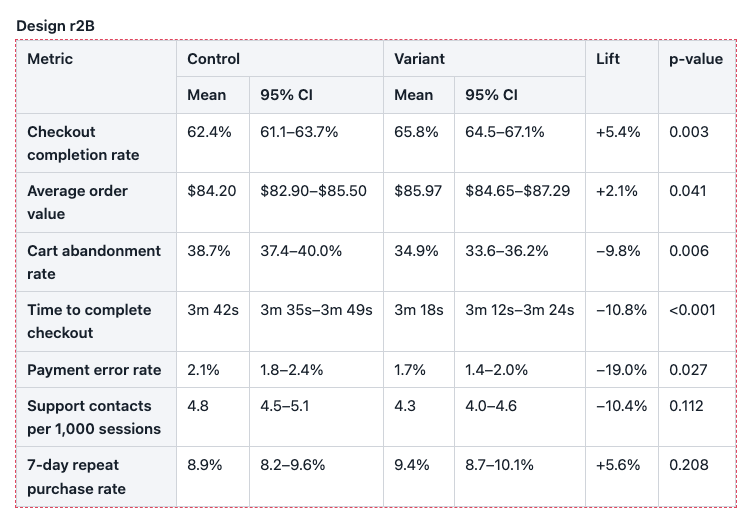 Design r2B
Metric Control Variant Lift p-value
Mean 95% CI Mean 95% CI
Checkout 62.4% 61.1–63.7% 65.8% 64.5–67.1% +5.4% 0.003
completion rate
Average order $84.20 $82.90–$85.50 $85.97 $84.65–$87.29 +2.1% 0.041
value
Cart abandonment 38.7% 37.4–40.0% 34.9% 33.6–36.2% −9.8% 0.006
rate
Time to complete 3m 42s 3m 35s–3m 49s 3m 18s 3m 12s–3m 24s −10.8% <0.001
checkout
Payment error rate 2.1% 1.8–2.4% 1.7% 1.4–2.0% −19.0% 0.027
Support contacts 4.8 4.5–5.1 4.3 4.0–4.6 −10.4% 0.112
per 1,000 sessions
7-day repeat 8.9% 8.2–9.6% 9.4% 8.7–10.1% +5.6% 0.208
purchase rate